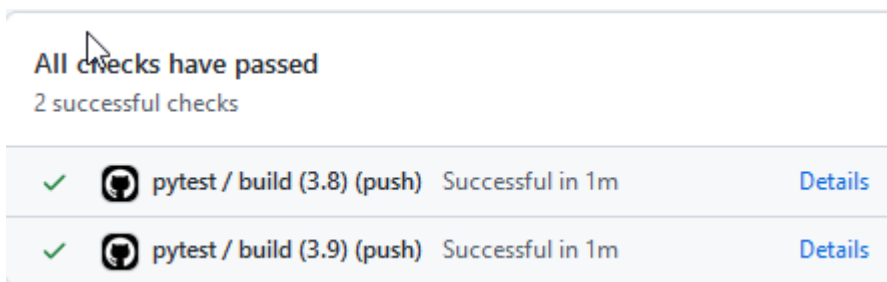 All checks have passed
2 successful checks
pytest / build (3.8) (push) Successful in 1m Details
pytest / build (3.9) (push) Successful in 1m Details